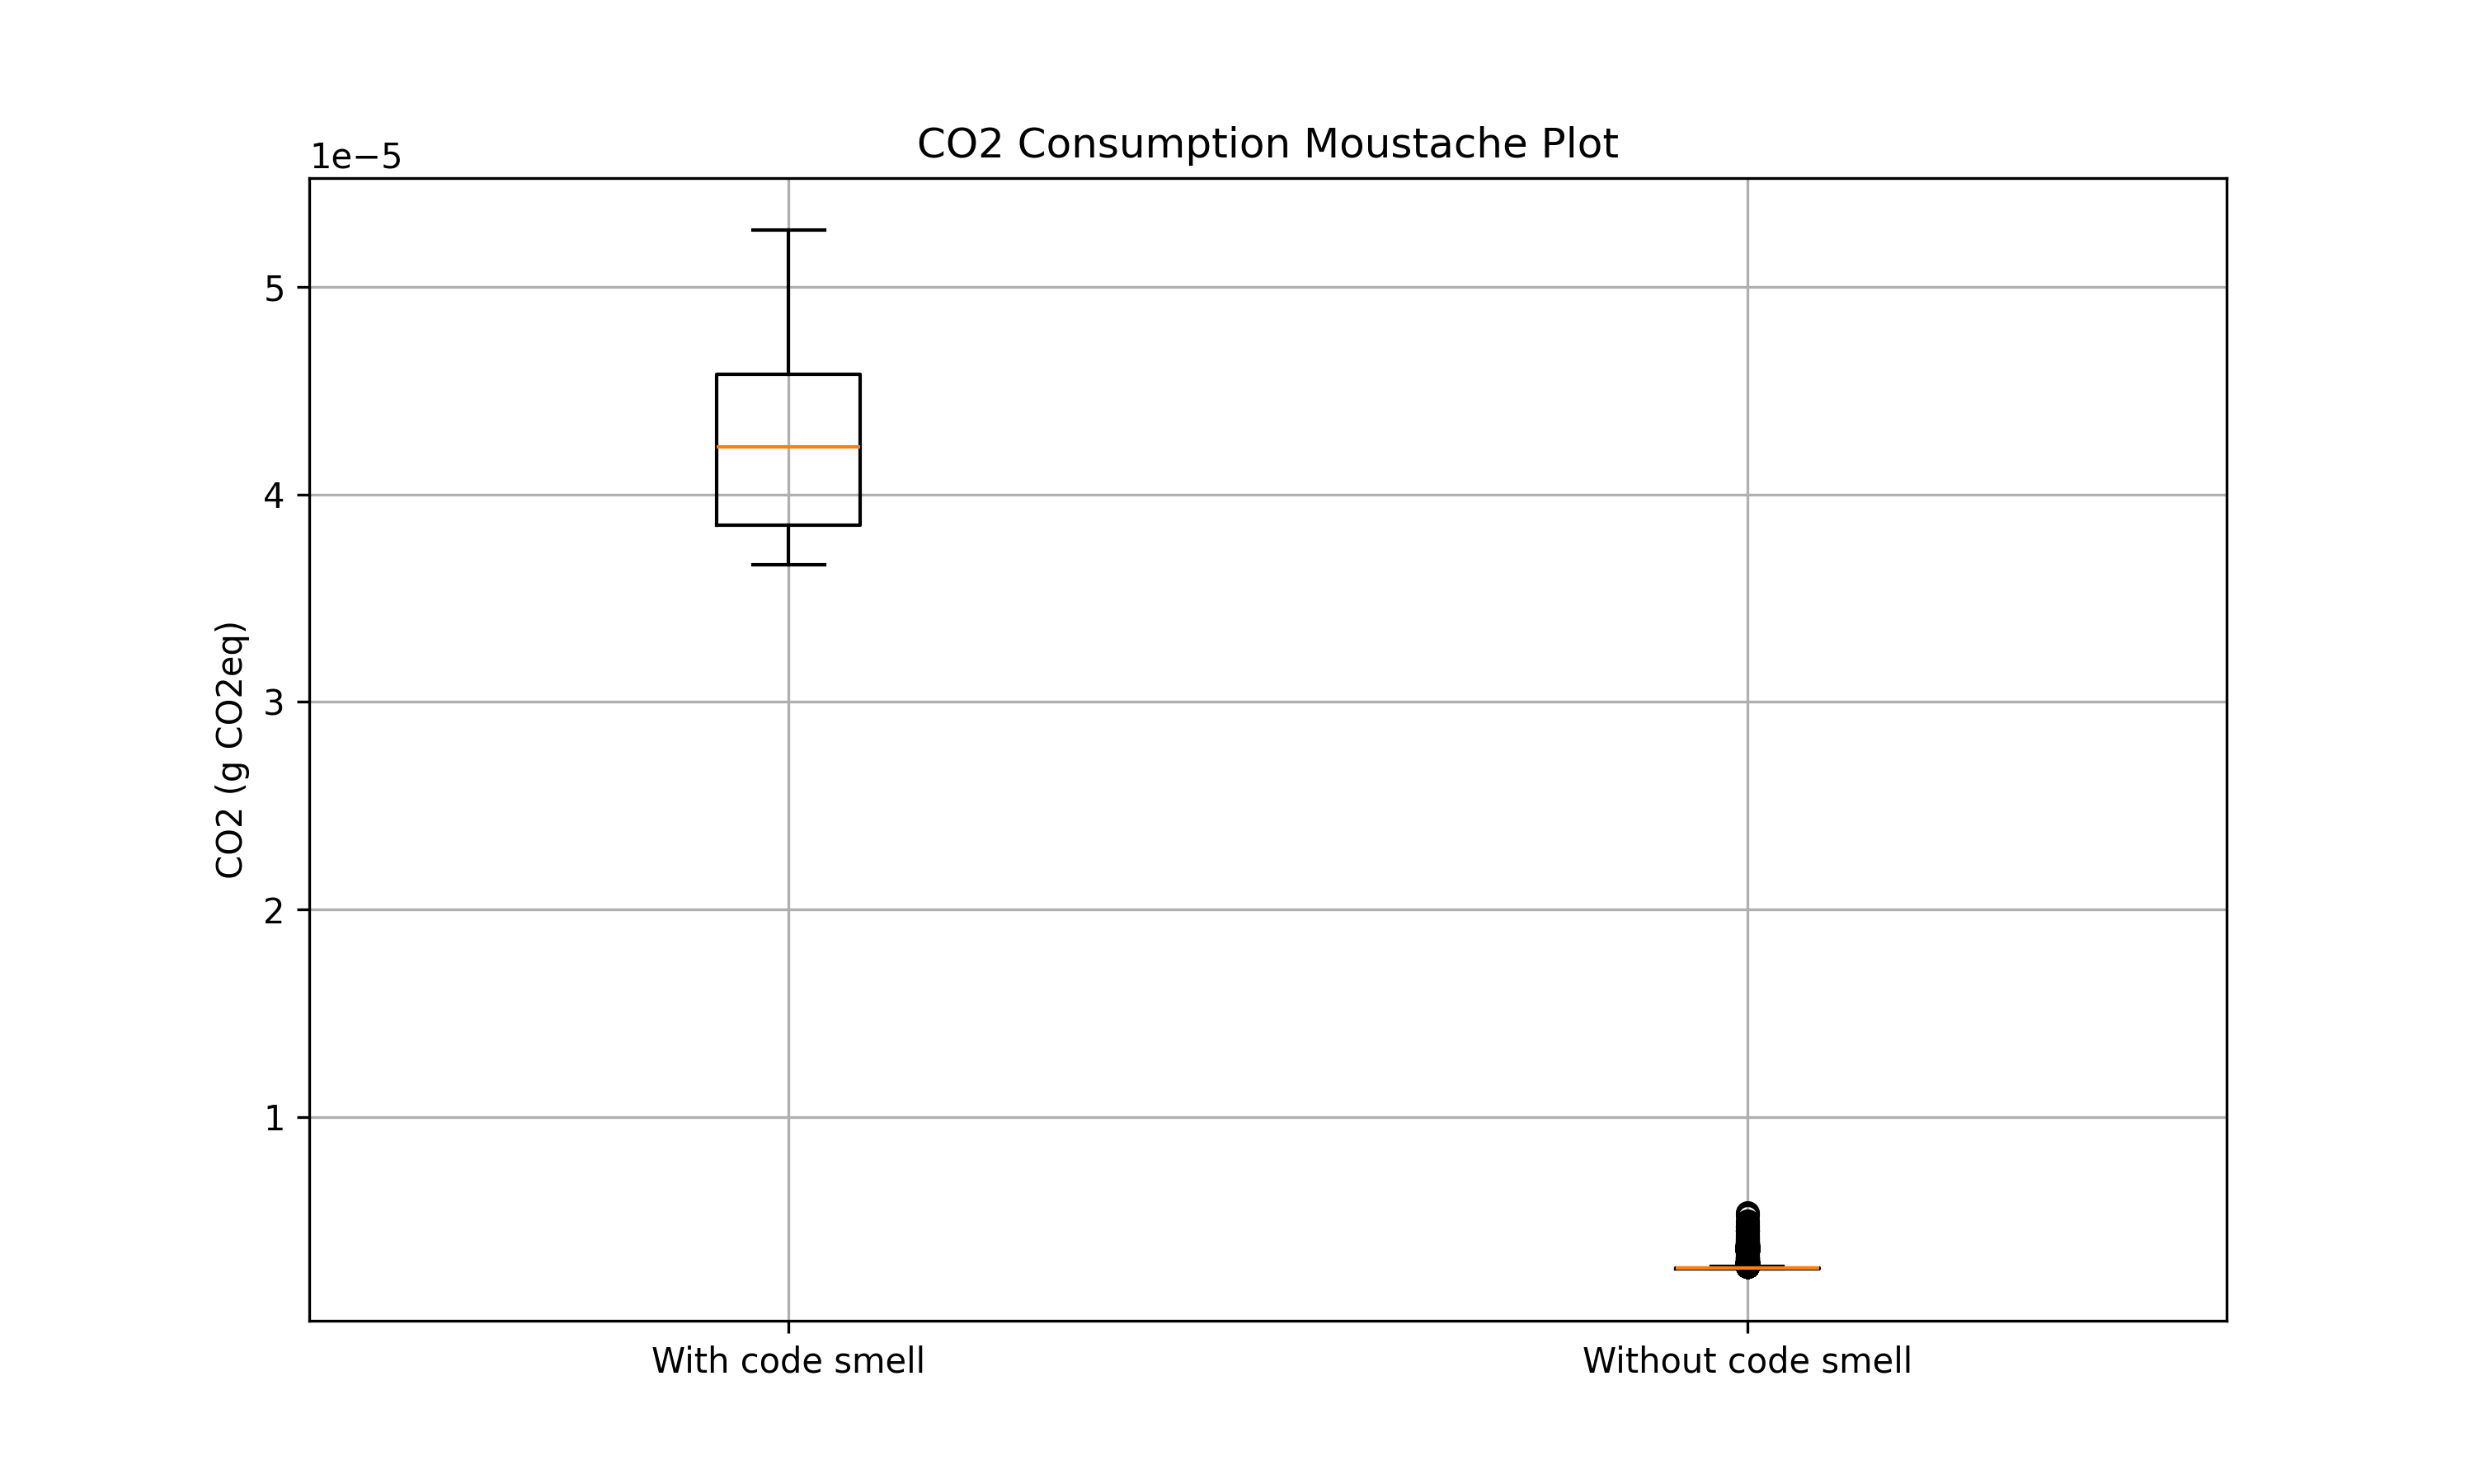 CO2 Consumption Moustache Plot
1e−5
CO2 (g CO2eq)
5
4
3
2
1
With code smell
Without code smell